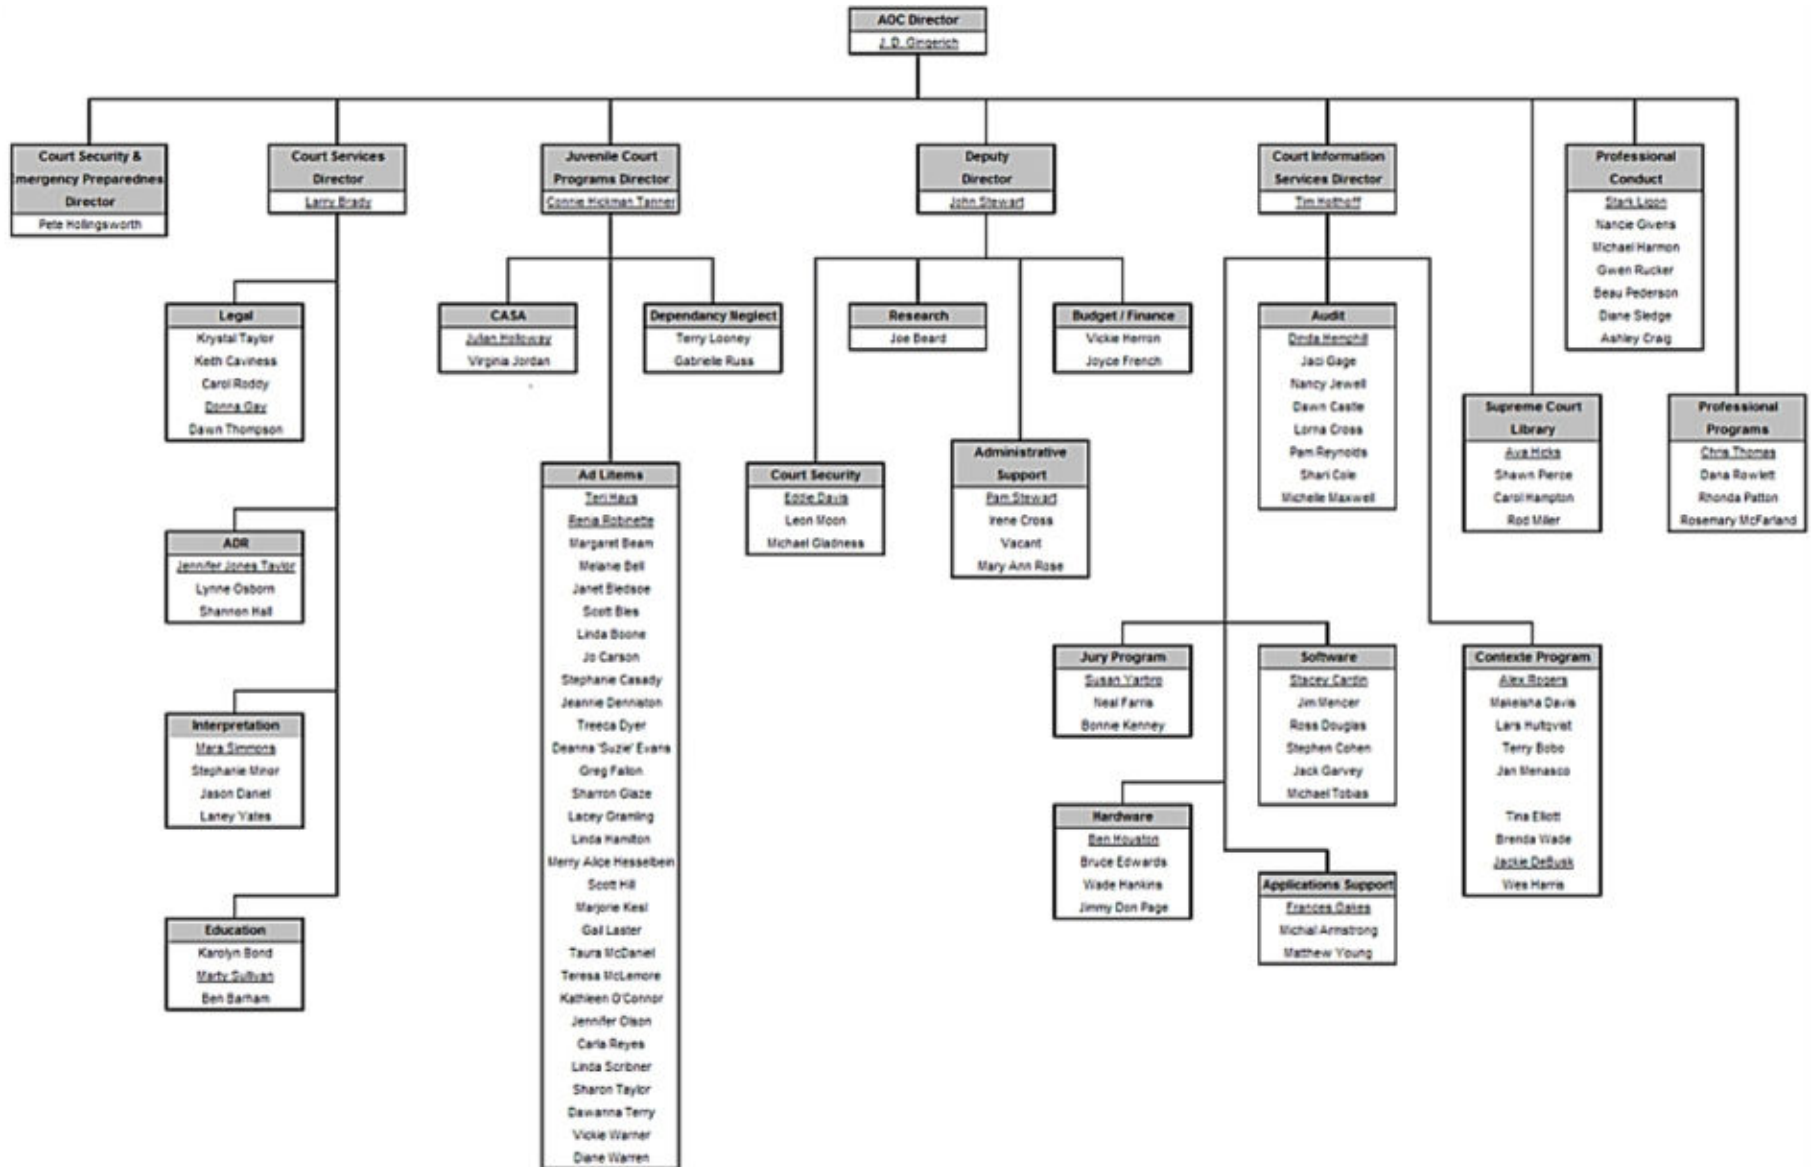 AOC Director
J. D. Gingerich
Court Security &
mergency Preparednes
Director
Pete Hollingsworth
Court Services
Director
Larry Brady
Juvenile Court
Programs Director
Connie Hickman Tanner
Deputy
Director
John Stewart
Court Information
Services Director
Tim Holthoff
Professional
Conduct
Stark Ligon
Nancie Givens
Michael Harmon
Gwen Rucker
Beau Pederson
Diane Sledge
Ashley Craig
Legal
Krystal Taylor
Keith Caviness
Carol Roddy
Donna Gay
Dawn Thompson
CASA
Julien Holloway
Virginia Jordan
Dependancy Neglect
Terry Looney
Gabrielle Russ
Research
Joe Beard
Budget / Finance
Vickie Herron
Joyce French
Audit
Dinda Hemphill
Jaci Gage
Nancy Jewell
Dawn Castle
Lorna Cross
Pam Reynolds
Shari Cole
Michelle Maxwell
Supreme Court
Library
Ava Hicks
Shawn Pierce
Carol Hampton
Rod Miller
Professional
Programs
Chris Thomas
Dana Rowlett
Rhonda Patton
Rosemary McFarland
Ad Litems
Teri Hays
Renia Robinette
Margaret Beam
Melanie Bell
Janet Bledsoe
Scott Bles
Linda Boone
Jo Carson
Stephanie Casady
Jeannie Denniston
Treeca Dyer
Deanna 'Suzie' Evans
Greg Fallon
Sharron Glaze
Lacey Gramling
Linda Hamilton
Merry Alice Hesselbein
Scott Hill
Marjorie Kesl
Gail Laster
Taura McDaniel
Teresa McLemore
Kathleen O'Connor
Jennifer Olson
Carla Reyes
Linda Scribner
Sharon Taylor
Dawanna Terry
Vickie Warner
Diane Warren
Court Security
Eddie Davis
Leon Moon
Michael Gladness
Administrative
Support
Pam Stewart
Irene Cross
Vacant
Mary Ann Rose
ADR
Jennifer Jones Taylor
Lynne Osborn
Shannon Hall
Interpretation
Mara Simmons
Stephanie Minor
Jason Daniel
Laney Yates
Education
Karolyn Bond
Marty Sullivan
Ben Barham
Jury Program
Susan Yarbro
Neal Farris
Bonnie Kenney
Software
Stacey Cardin
Jim Mencer
Ross Douglas
Stephen Cohen
Jack Garvey
Michael Tobias
Contexte Program
Alex Rogers
Makeisha Davis
Lars Hutqvist
Terry Bobo
Jan Menasco
Tina Elliott
Brenda Wade
Jackie DeBusk
Wes Harris
Hardware
Ben Houston
Bruce Edwards
Wade Hankins
Jimmy Don Page
Applications Support
Frances Oakes
Michial Armstrong
Matthew Young